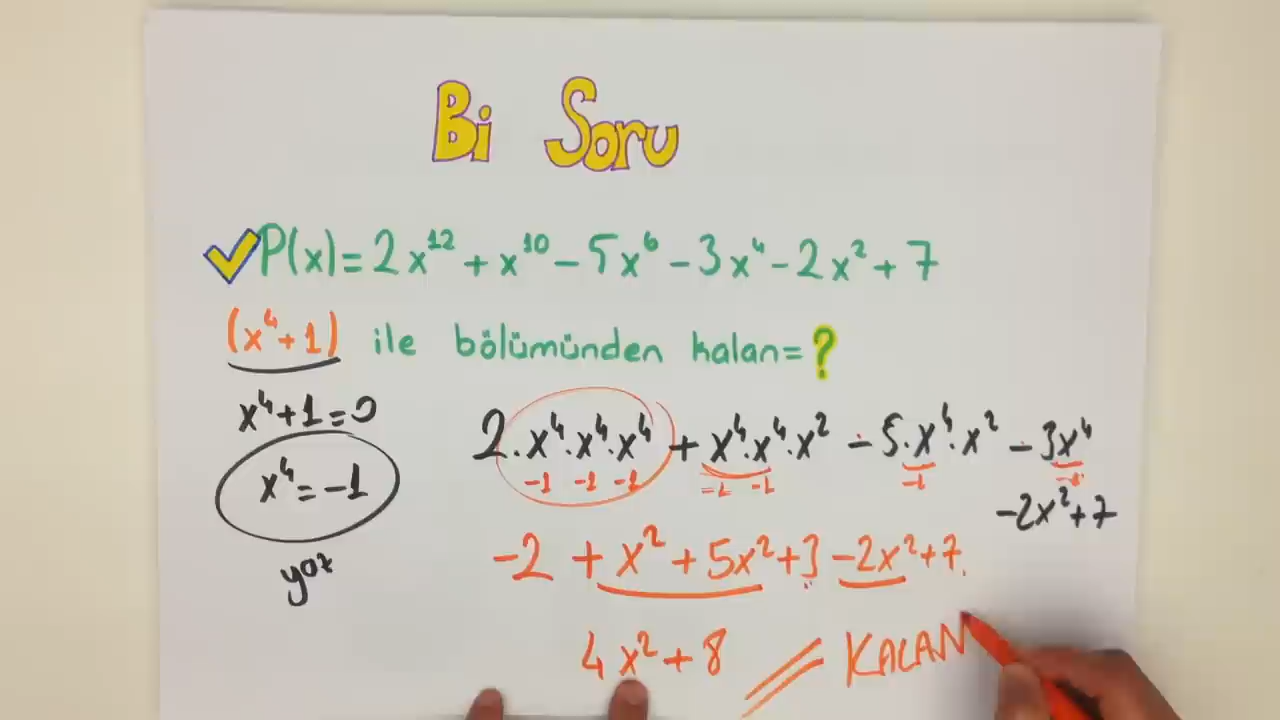 Bi Soru
P(x)=2x¹²+x¹⁰-5x⁶-3x⁴-2x²+7
(x⁴+1) ile bölümünden kalan=?
x⁴+1=0
x⁴=-1
yaz
2.x⁴.x⁴.x⁴+x⁴.x⁴.x²-5.x⁴.x²-3x⁴
-1 -1 -1 -1 -1 -1 -1
-2x²+7
-2+x²+5x²+3-2x²+7
4x²+8 // KALAN